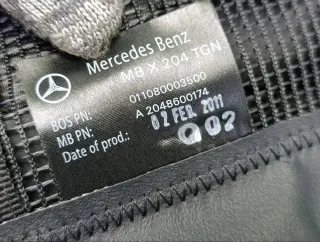 Mercedes Benz
MB X 204 TGN
BOS PN: 011080003500
MB PN: A 2048600174
Date of prod.: 02 FEB. 2011
Q02